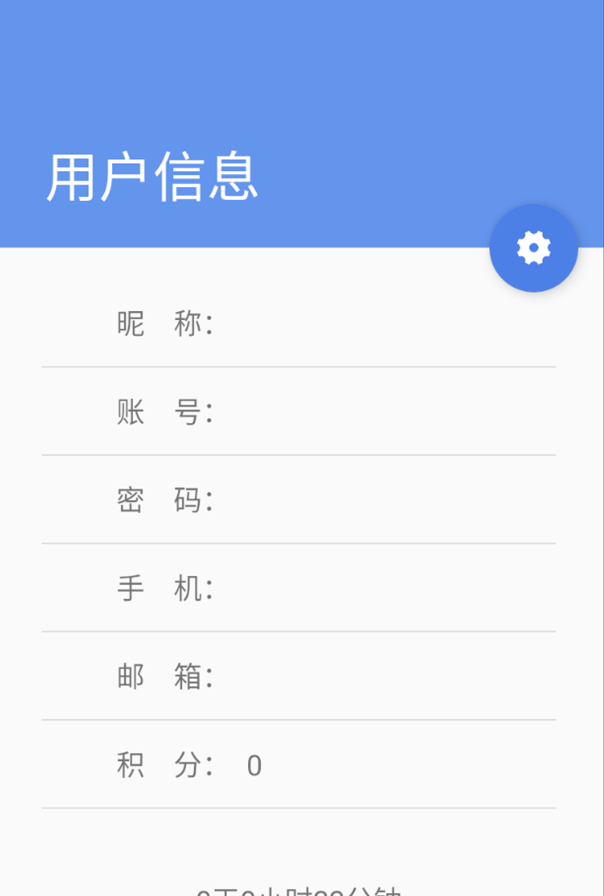 用户信息
昵 称：
账 号：
密 码：
手 机：
邮 箱：
积 分： 0